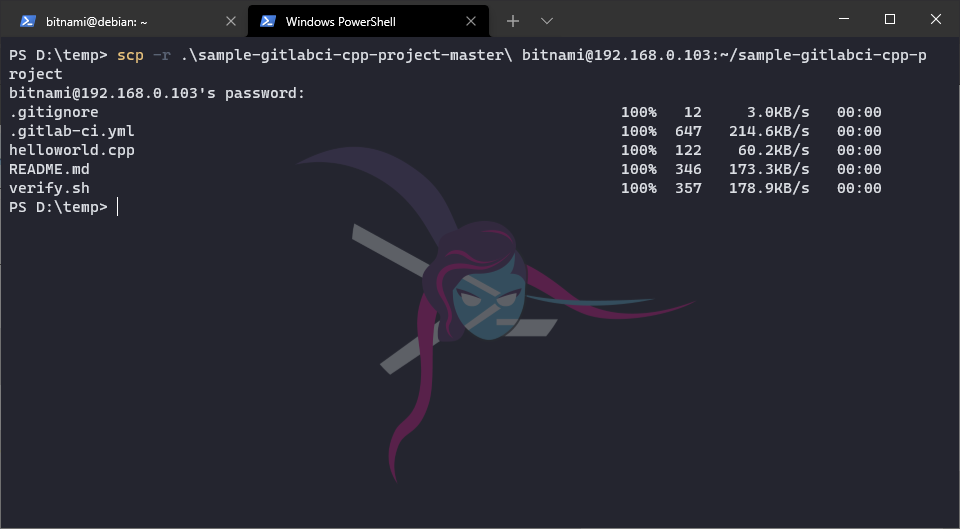 bitnami@debian: ~
Windows PowerShell
PS D:\temp> scp -r .\sample-gitlabci-cpp-project-master\ bitnami@192.168.0.103:~/sample-gitlabci-cpp-p
roject
bitnami@192.168.0.103's password:
.gitignore 100% 12 3.0KB/s 00:00
.gitlab-ci.yml 100% 647 214.6KB/s 00:00
helloworld.cpp 100% 122 60.2KB/s 00:00
README.md 100% 346 173.3KB/s 00:00
verify.sh 100% 357 178.9KB/s 00:00
PS D:\temp>